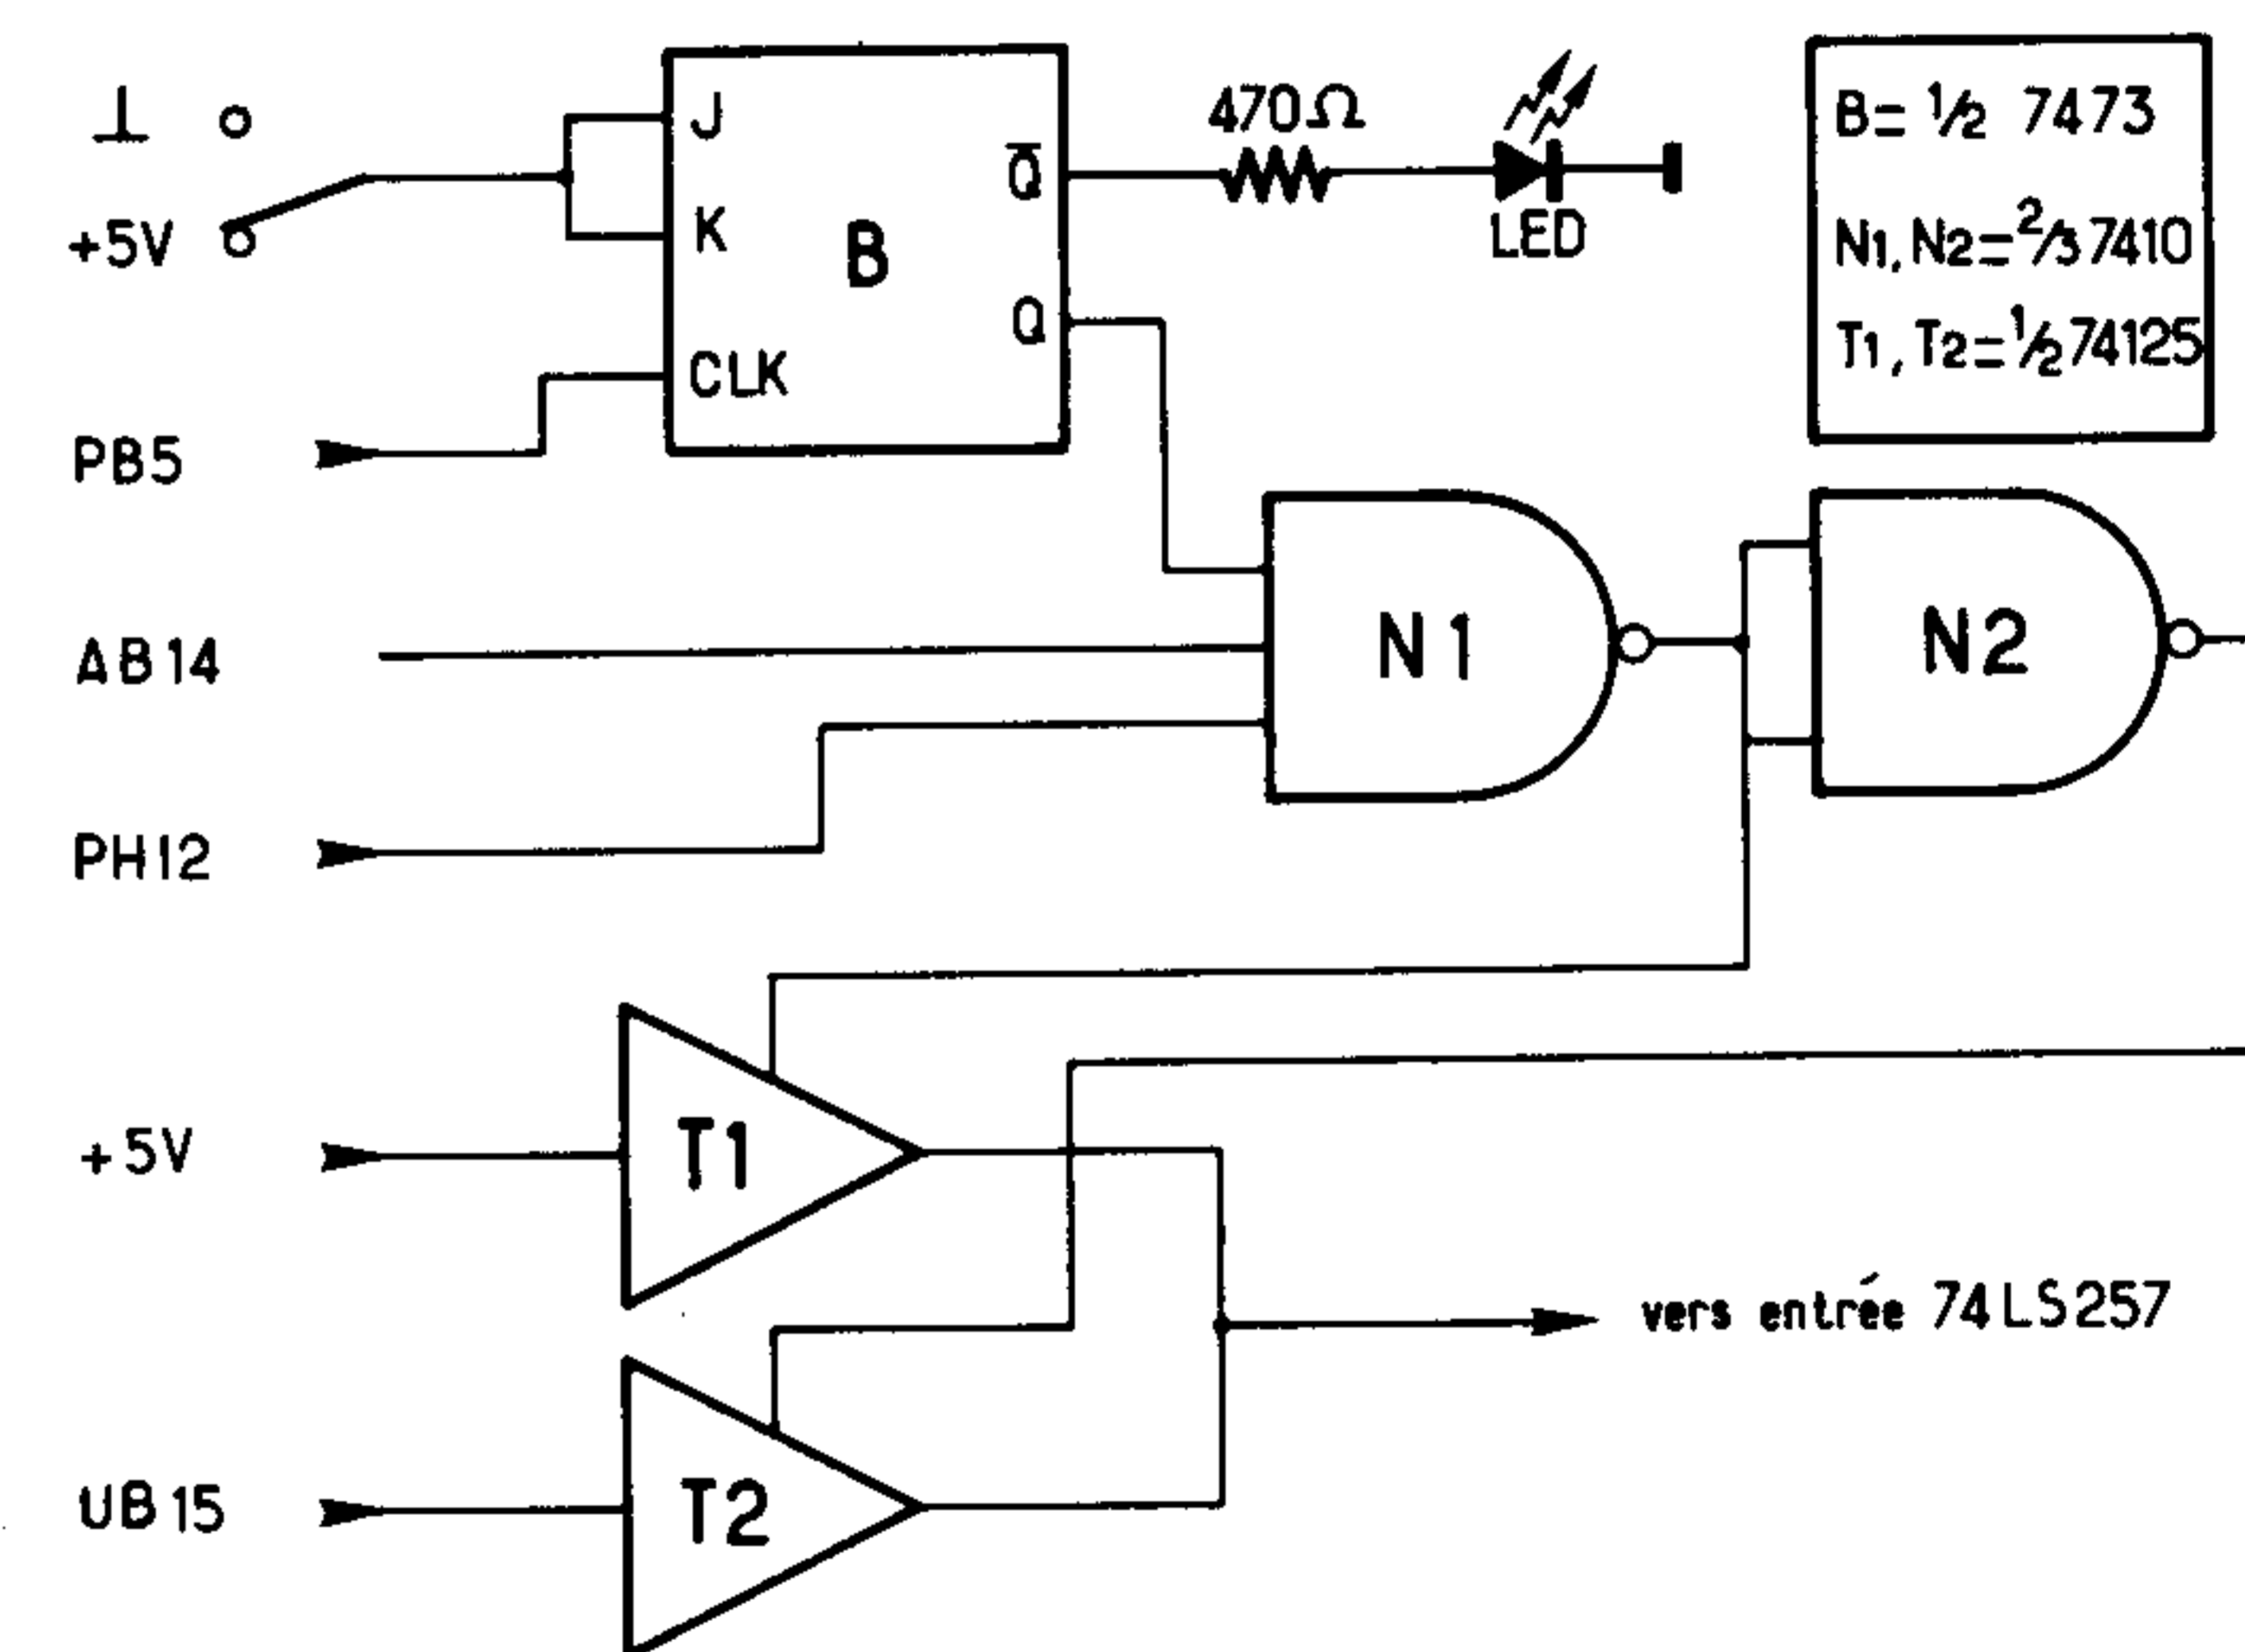 ⊥
+5V
J
K
CLK
B
Q̅
Q
470Ω
LED
B= ½ 7473
N1, N2=2/3 7410
T1, T2=½ 74125
PB5
AB14
PH12
N1
N2
+5V
T1
vers entrée 74LS257
UB15
T2